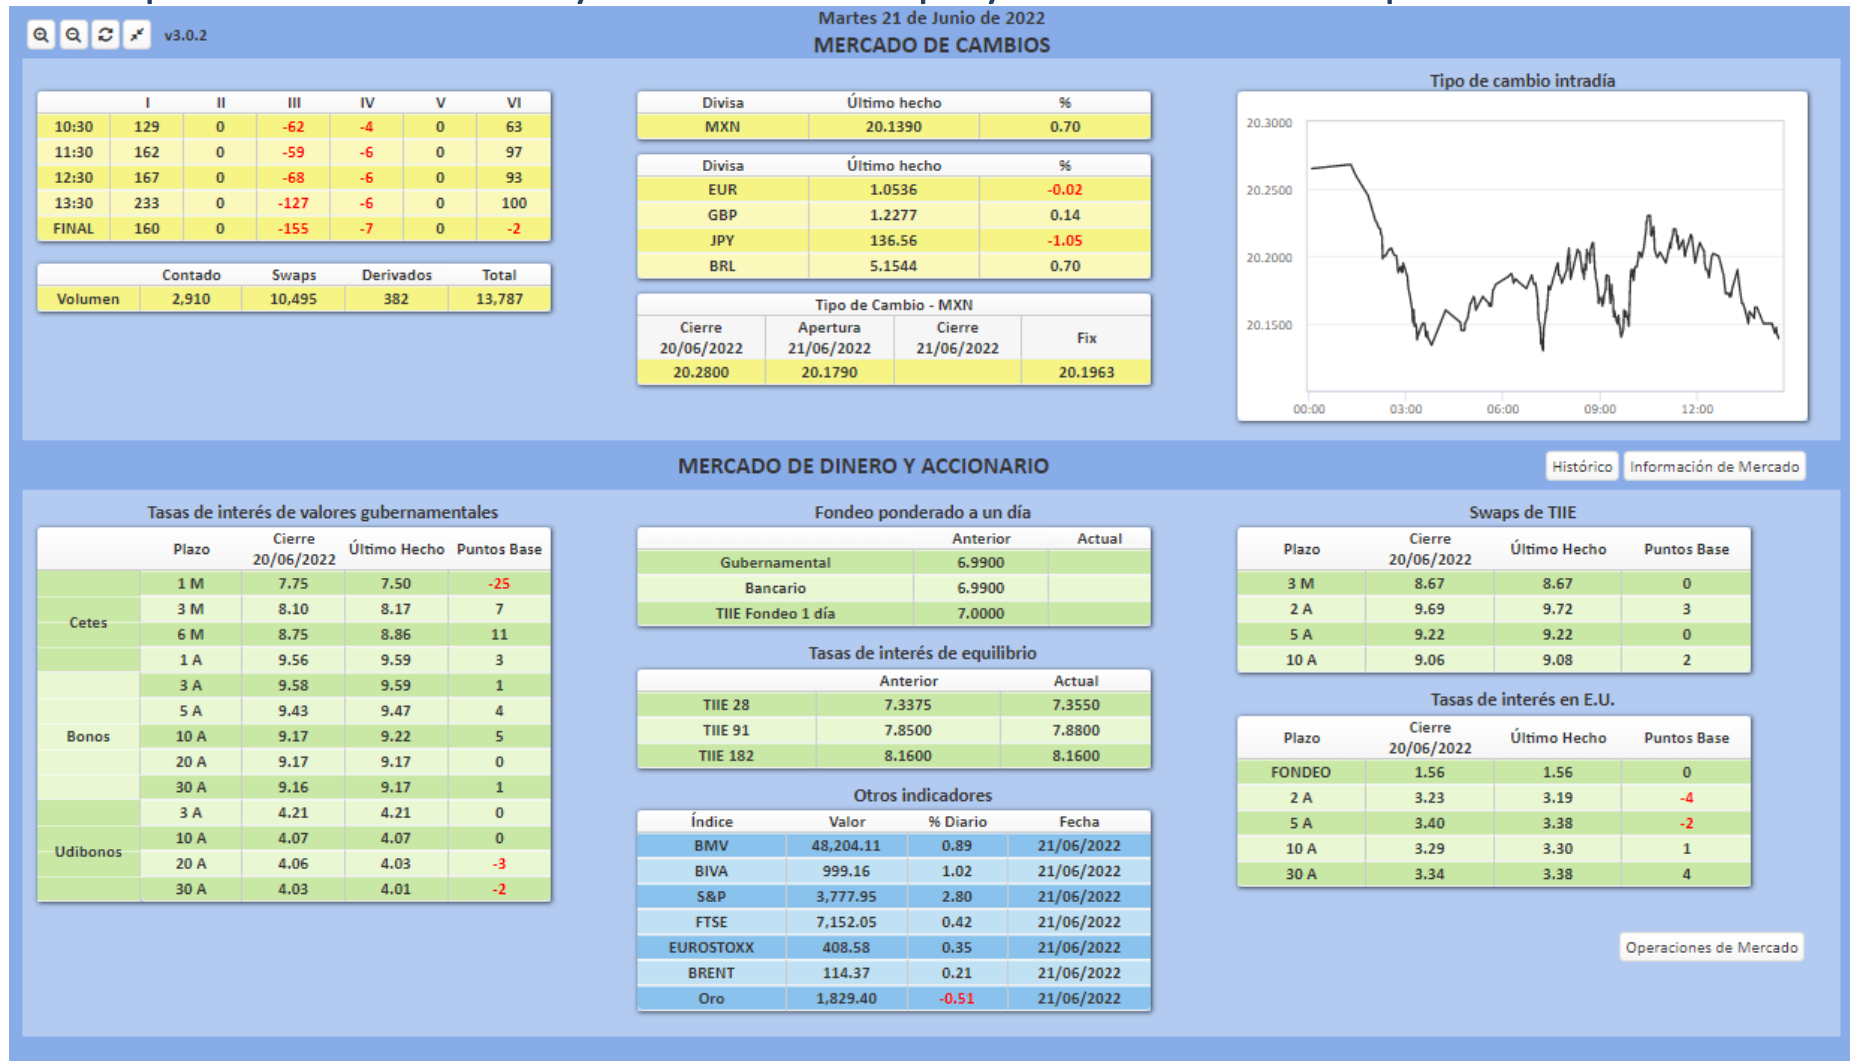 v3.0.2
Martes 21 de Junio de 2022
MERCADO DE CAMBIOS
I II III IV V VI
10:30 129 0 -62 -4 0 63
11:30 162 0 -59 -6 0 97
12:30 167 0 -68 -6 0 93
13:30 233 0 -127 -6 0 100
FINAL 160 0 -155 -7 0 -2
Contado Swaps Derivados Total
Volumen 2,910 10,495 382 13,787
Divisa Último hecho %
MXN 20.1390 0.70
Divisa Último hecho %
EUR 1.0536 -0.02
GBP 1.2277 0.14
JPY 136.56 -1.05
BRL 5.1544 0.70
Tipo de Cambio - MXN
Cierre 20/06/2022 Apertura 21/06/2022 Cierre 21/06/2022 Fix
20.2800 20.1790 20.1963
Tipo de cambio intradía
20.3000
20.2500
20.2000
20.1500
00:00 03:00 06:00 09:00 12:00
MERCADO DE DINERO Y ACCIONARIO
Histórico Información de Mercado
Tasas de interés de valores gubernamentales
Plazo Cierre 20/06/2022 Último Hecho Puntos Base
Cetes
1 M 7.75 7.50 -25
3 M 8.10 8.17 7
6 M 8.75 8.86 11
1 A 9.56 9.59 3
Bonos
3 A 9.58 9.59 1
5 A 9.43 9.47 4
10 A 9.17 9.22 5
20 A 9.17 9.17 0
30 A 9.16 9.17 1
Udibonos
3 A 4.21 4.21 0
10 A 4.07 4.07 0
20 A 4.06 4.03 -3
30 A 4.03 4.01 -2
Fondeo ponderado a un día
Anterior Actual
Gubernamental 6.9900
Bancario 6.9900
TIIE Fondeo 1 día 7.0000
Tasas de interés de equilibrio
Anterior Actual
TIIE 28 7.3375 7.3550
TIIE 91 7.8500 7.8800
TIIE 182 8.1600 8.1600
Otros indicadores
Índice Valor % Diario Fecha
BMV 48,204.11 0.89 21/06/2022
BIVA 999.16 1.02 21/06/2022
S&P 3,777.95 2.80 21/06/2022
FTSE 7,152.05 0.42 21/06/2022
EUROSTOXX 408.58 0.35 21/06/2022
BRENT 114.37 0.21 21/06/2022
Oro 1,829.40 -0.51 21/06/2022
Swaps de TIIE
Plazo Cierre 20/06/2022 Último Hecho Puntos Base
3 M 8.67 8.67 0
2 A 9.69 9.72 3
5 A 9.22 9.22 0
10 A 9.06 9.08 2
Tasas de interés en E.U.
Plazo Cierre 20/06/2022 Último Hecho Puntos Base
FONDEO 1.56 1.56 0
2 A 3.23 3.19 -4
5 A 3.40 3.38 -2
10 A 3.29 3.30 1
30 A 3.34 3.38 4
Operaciones de Mercado